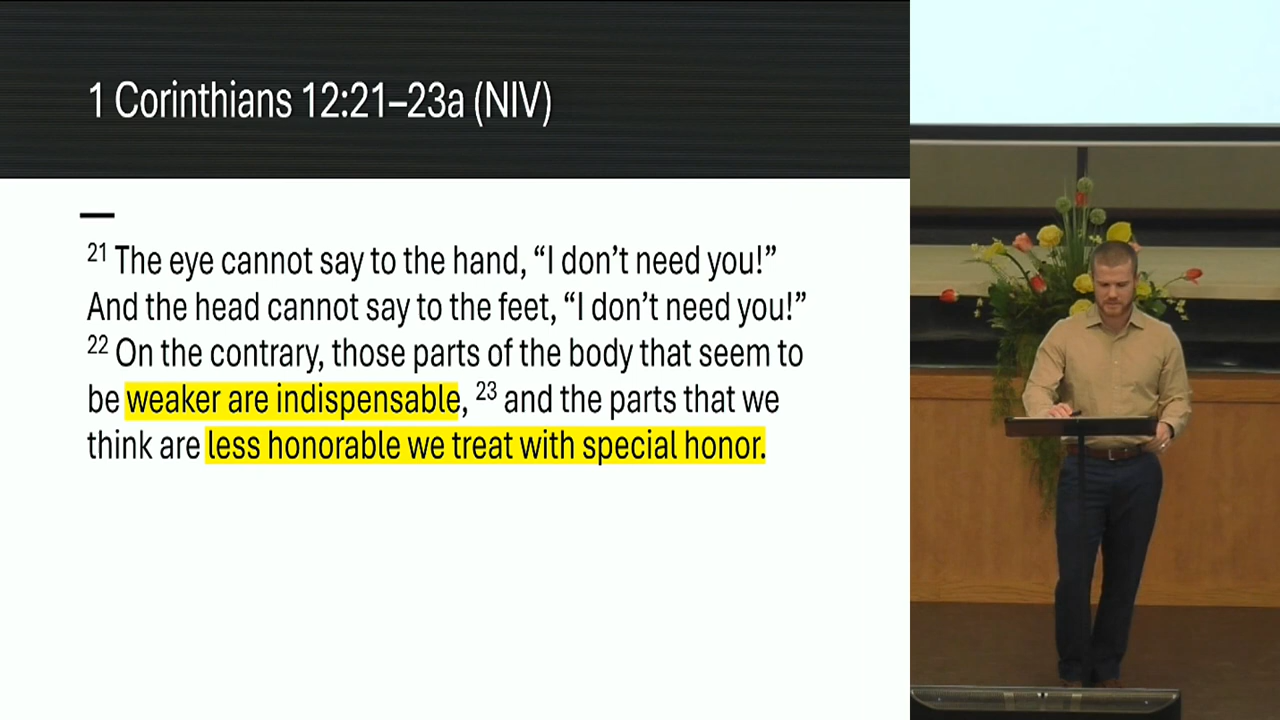 1 Corinthians 12:21–23a (NIV)
21 The eye cannot say to the hand, “I don’t need you!”
And the head cannot say to the feet, “I don’t need you!”
22 On the contrary, those parts of the body that seem to
be weaker are indispensable, 23 and the parts that we
think are less honorable we treat with special honor.